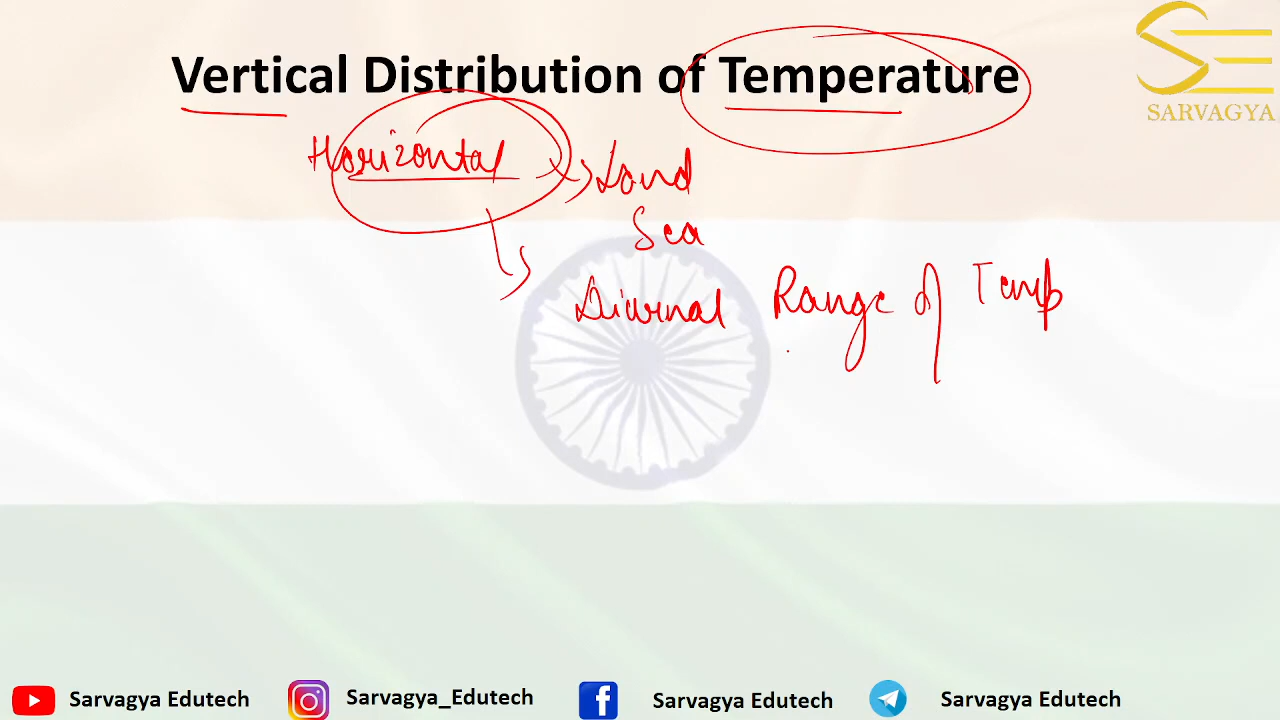 Vertical Distribution of Temperature
SARVAGYA
Horizontal
Land
Sea
Diurnal Range of Temp
Sarvagya Edutech
Sarvagya_Edutech
Sarvagya Edutech
Sarvagya Edutech